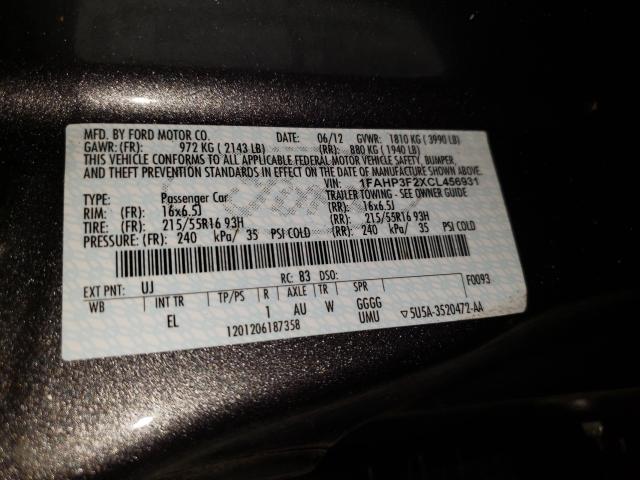 MFD. BY FORD MOTOR CO. DATE: 06/12 GVWR: 1810 KG ( 3990 LB)
GAWR: (FR): 972 KG ( 2143 LB) (RR): 880 KG ( 1940 LB)
THIS VEHICLE CONFORMS TO ALL APPLICABLE FEDERAL MOTOR VEHICLE SAFETY, BUMPER,
AND THEFT PREVENTION STANDARDS IN EFFECT ON THE DATE OF MANUFACTURE SHOWN ABOVE.
VIN: 1FAHP3F2XCL456931
TYPE: Passenger Car TRAILER TOWING - SEE OWNER GUIDE
RIM: (FR): 16x6.5J (RR): 16x6.5J
TIRE: (FR): 215/55R16 93H (RR): 215/55R16 93H
PRESSURE: (FR): 240 kPa/ 35 PSI COLD (RR): 240 kPa/ 35 PSI COLD
EXT PNT: UJ RC: 83 DSO: F0093
WB INT TR TP/PS R AXLE TR SPR
EL 1 AU W GGGG
UMU
1201206187358 ▽5U5A-3520472-AA